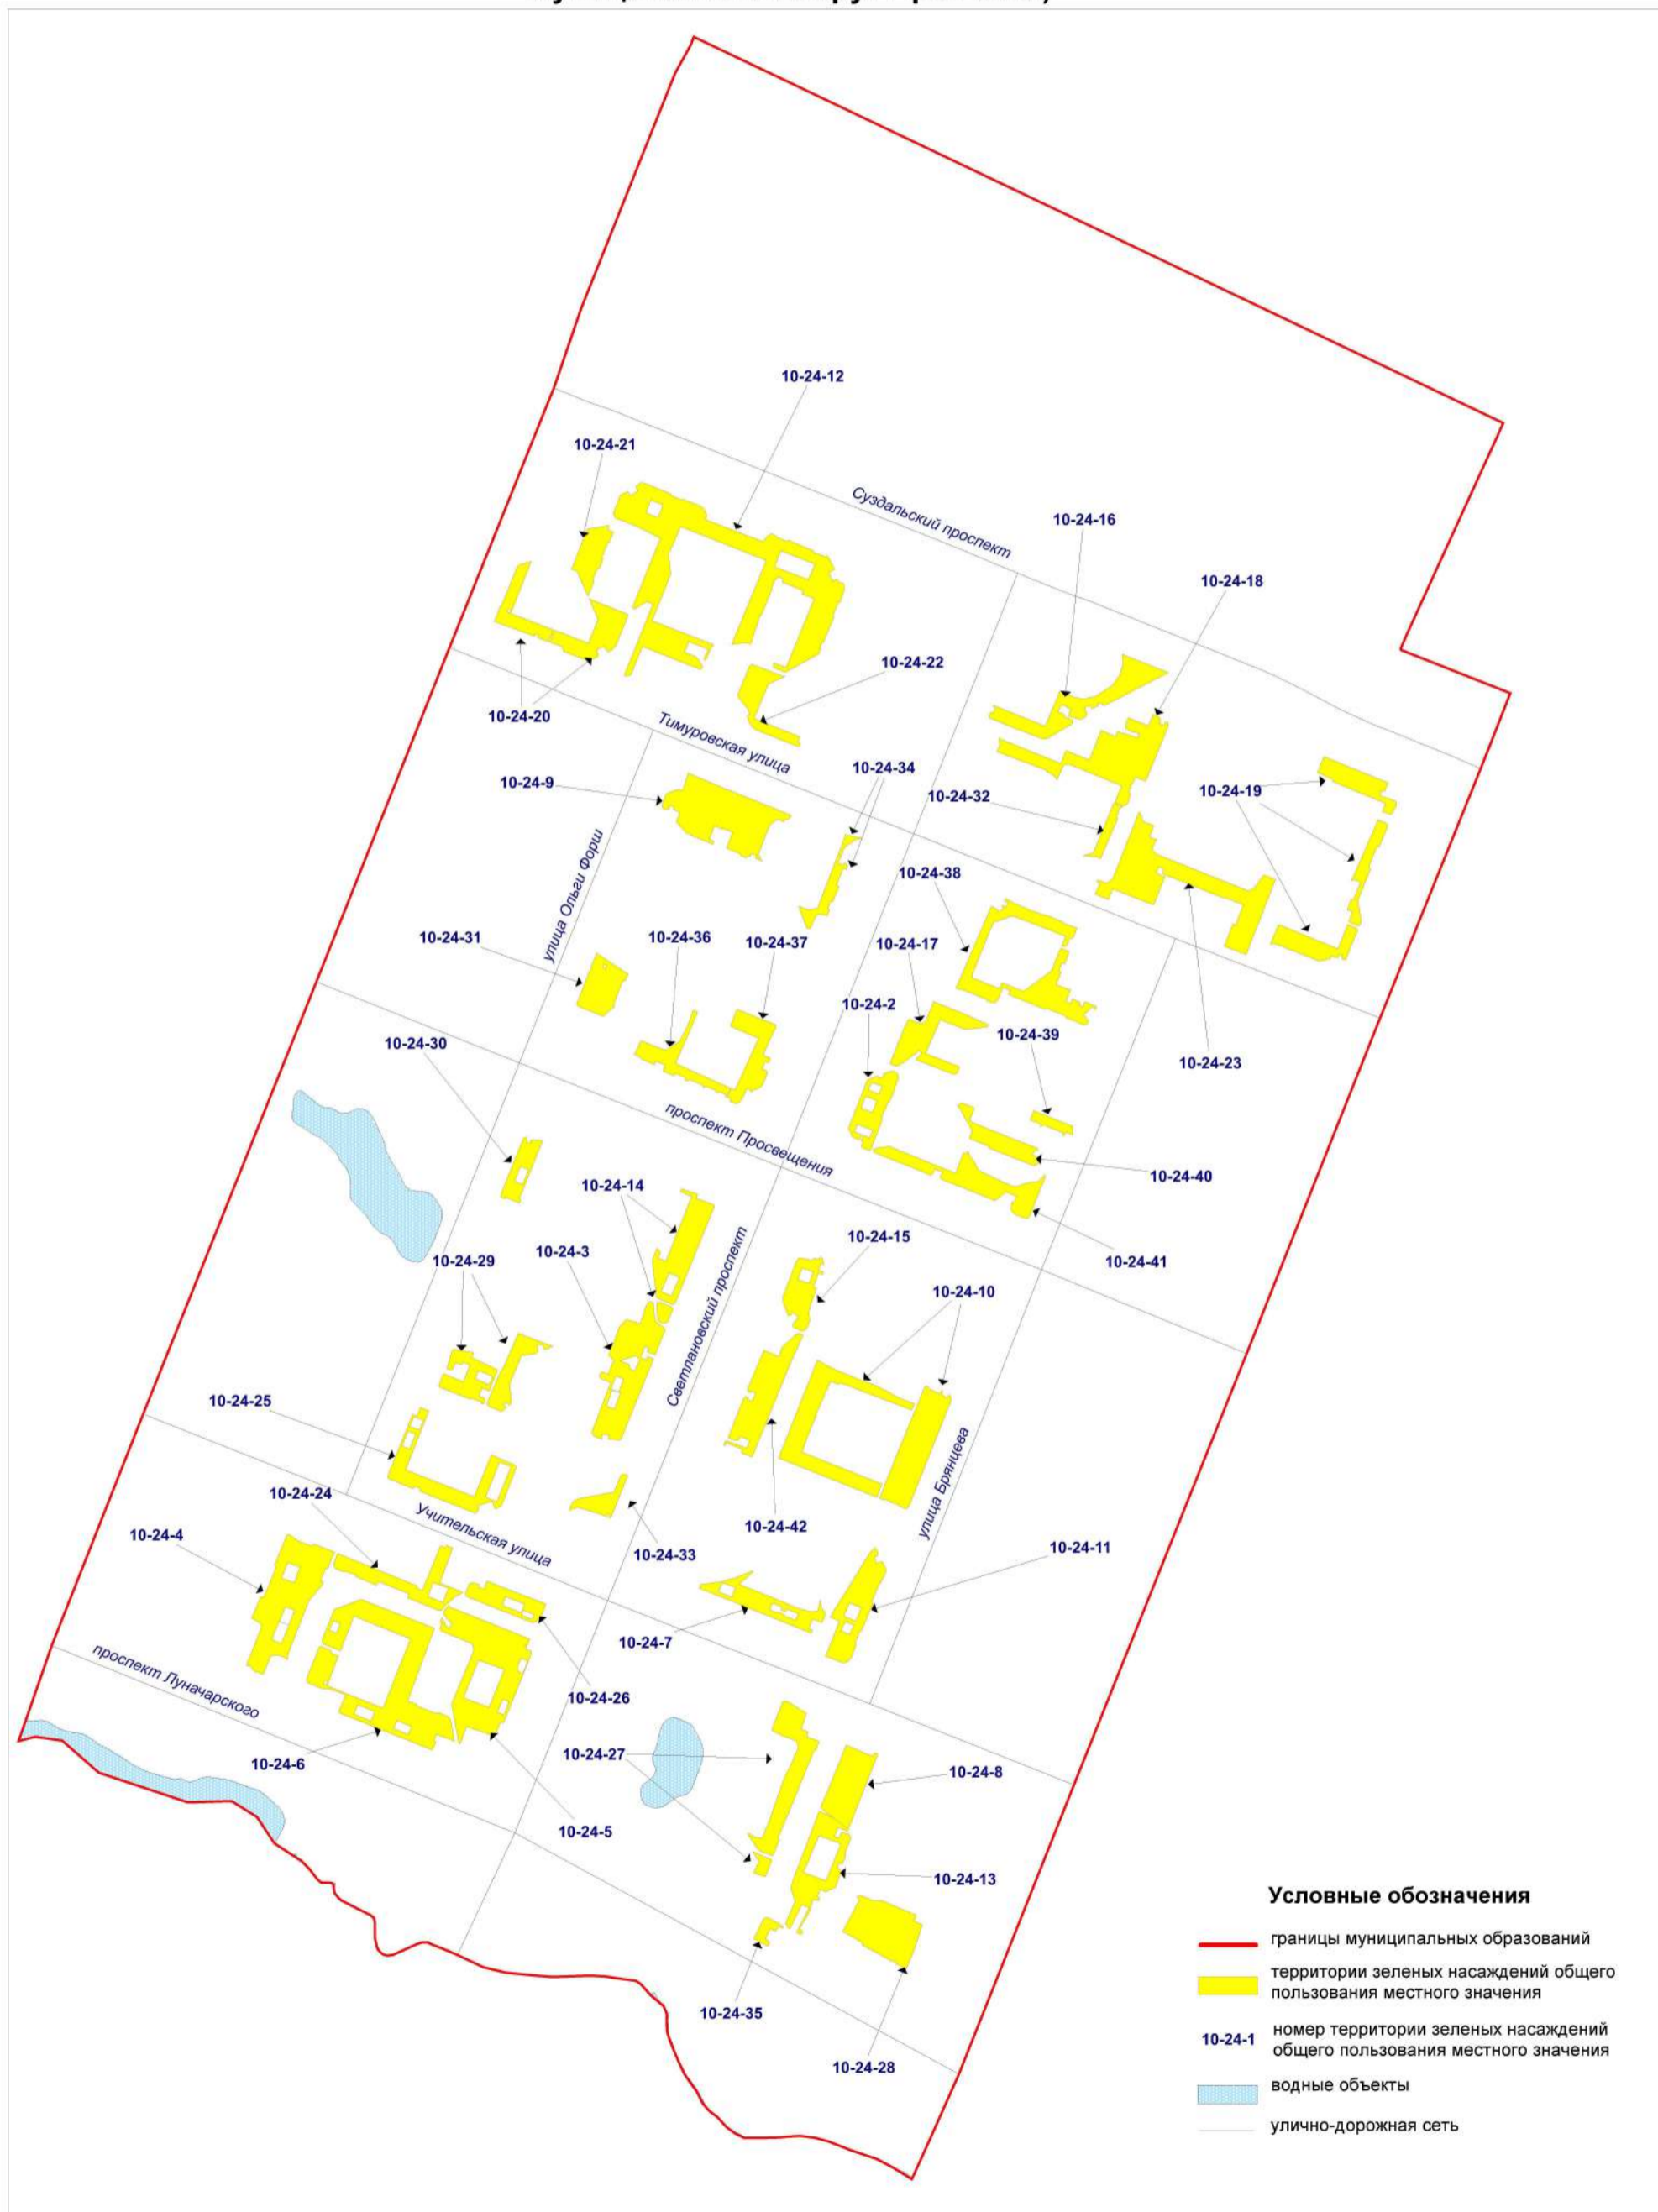 10-24-12
10-24-21
Суздальский проспект
10-24-16
10-24-18
10-24-22
10-24-20
Тимуровская улица
10-24-34
10-24-9
10-24-32
10-24-19
улица Ольги Форш
10-24-38
10-24-31
10-24-36
10-24-37
10-24-17
10-24-2
10-24-39
10-24-30
10-24-23
проспект Просвещения
10-24-14
10-24-40
10-24-3
10-24-15
10-24-29
10-24-41
Светлановский проспект
10-24-10
10-24-25
улица Брянцева
10-24-24
Учительская улица
10-24-42
10-24-4
10-24-33
10-24-11
10-24-7
проспект Луначарского
10-24-26
10-24-6
10-24-27
10-24-8
10-24-5
10-24-13
10-24-35
10-24-28
Условные обозначения
границы муниципальных образований
территории зеленых насаждений общего
пользования местного значения
10-24-1
номер территории зеленых насаждений
общего пользования местного значения
водные объекты
улично-дорожная сеть